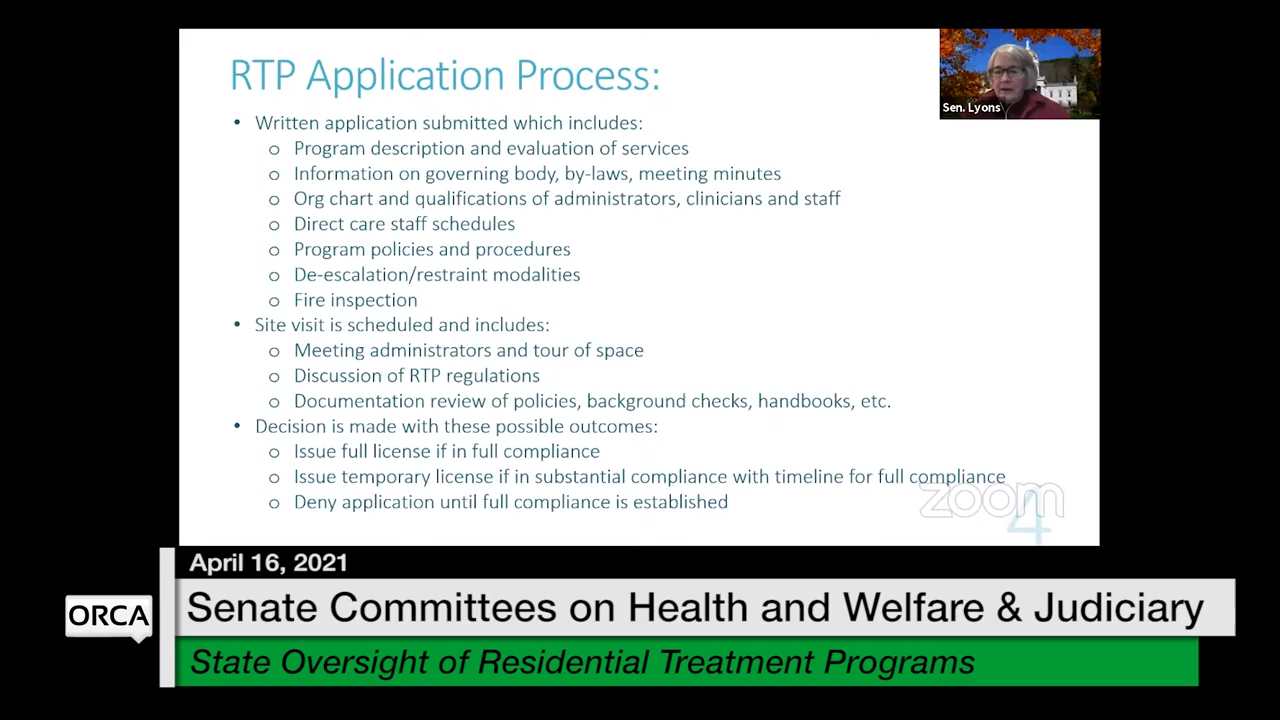 RTP Application Process:
Sen. Lyons
• Written application submitted which includes:
o Program description and evaluation of services
o Information on governing body, by-laws, meeting minutes
o Org chart and qualifications of administrators, clinicians and staff
o Direct care staff schedules
o Program policies and procedures
o De-escalation/restraint modalities
o Fire inspection
• Site visit is scheduled and includes:
o Meeting administrators and tour of space
o Discussion of RTP regulations
o Documentation review of policies, background checks, handbooks, etc.
• Decision is made with these possible outcomes:
o Issue full license if in full compliance
o Issue temporary license if in substantial compliance with timeline for full compliance
o Deny application until full compliance is established
zoom
4
April 16, 2021
ORCA
Senate Committees on Health and Welfare & Judiciary
State Oversight of Residential Treatment Programs